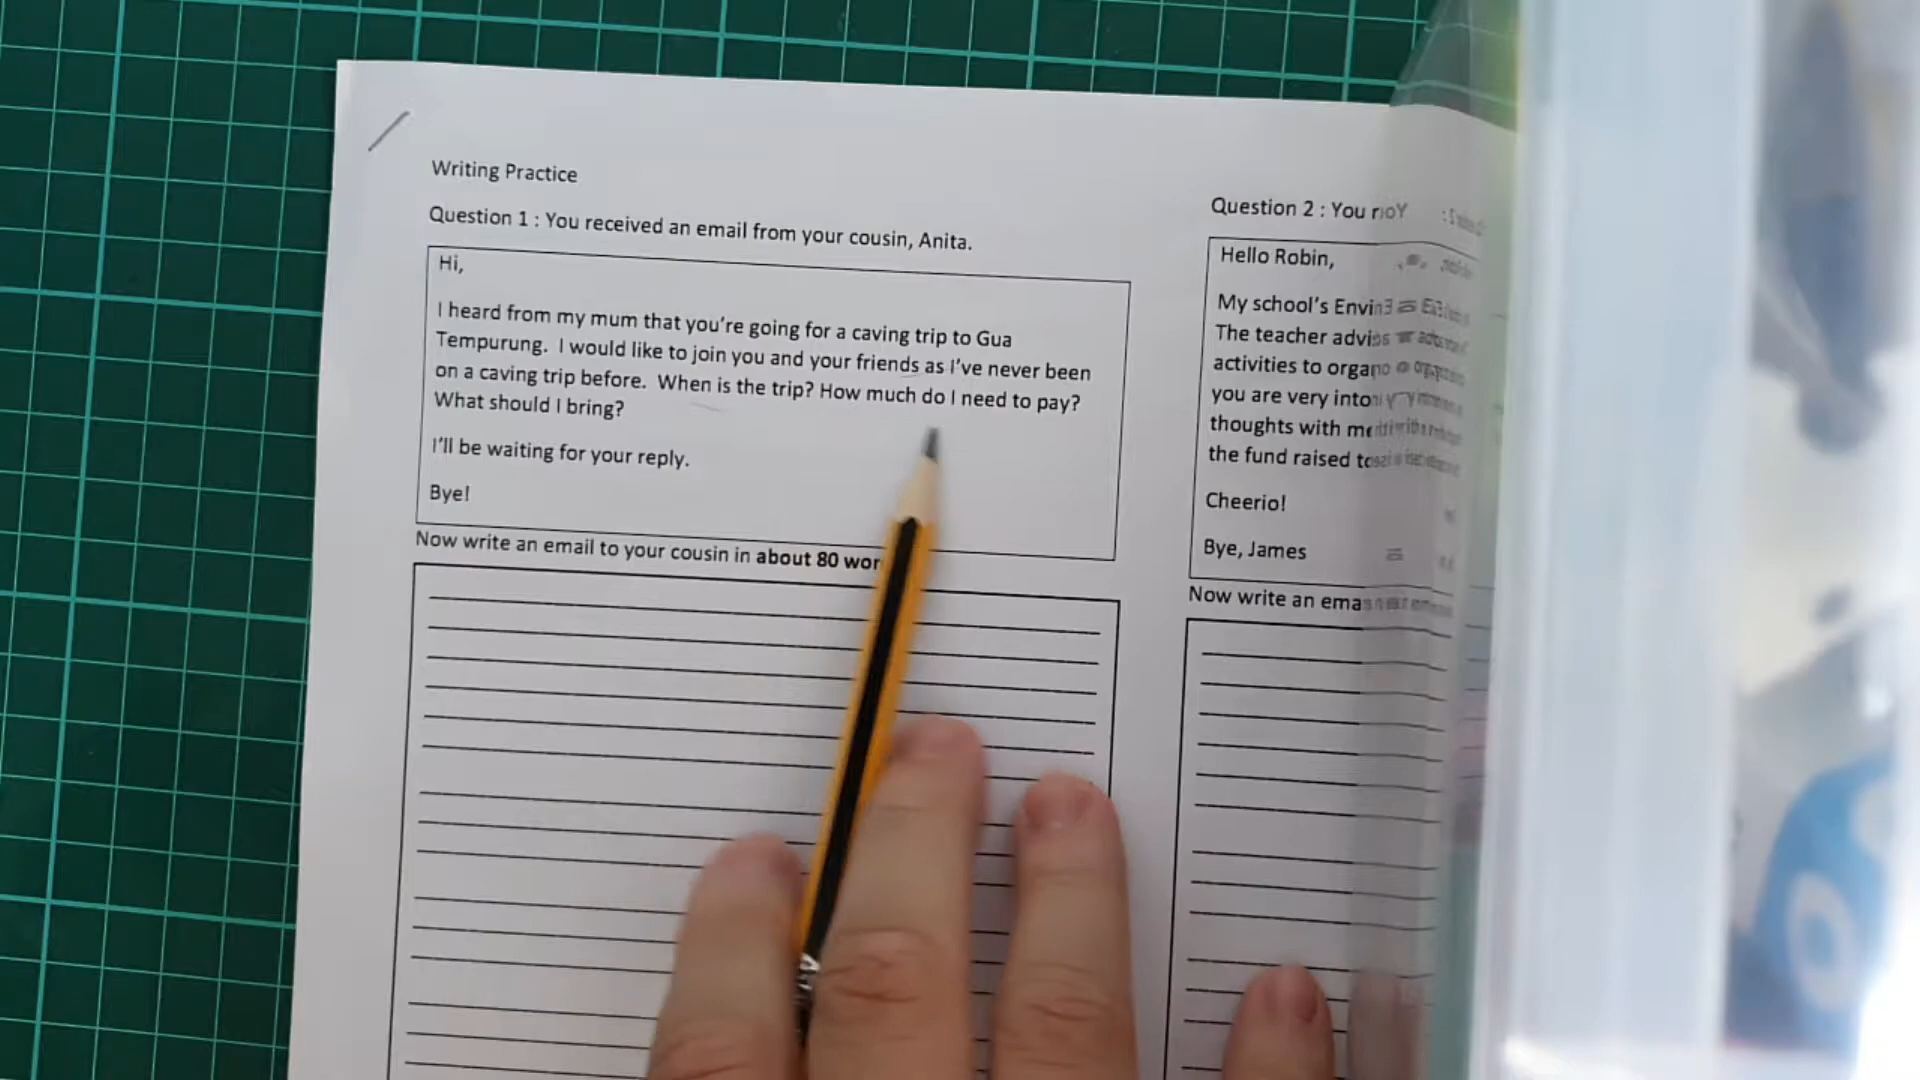 Writing Practice
Question 1 : You received an email from your cousin, Anita.
Hi,
I heard from my mum that you're going for a caving trip to Gua
Tempurung. I would like to join you and your friends as I've never been
on a caving trip before. When is the trip? How much do I need to pay?
What should I bring?
I'll be waiting for your reply.
Bye!
Now write an email to your cousin in about 80
Question 2 : You
Hello Robin,
My school's
The teacher
activities to
you are very into
thoughts with
the fund raised
Cheerio!
Bye, James
Now write an